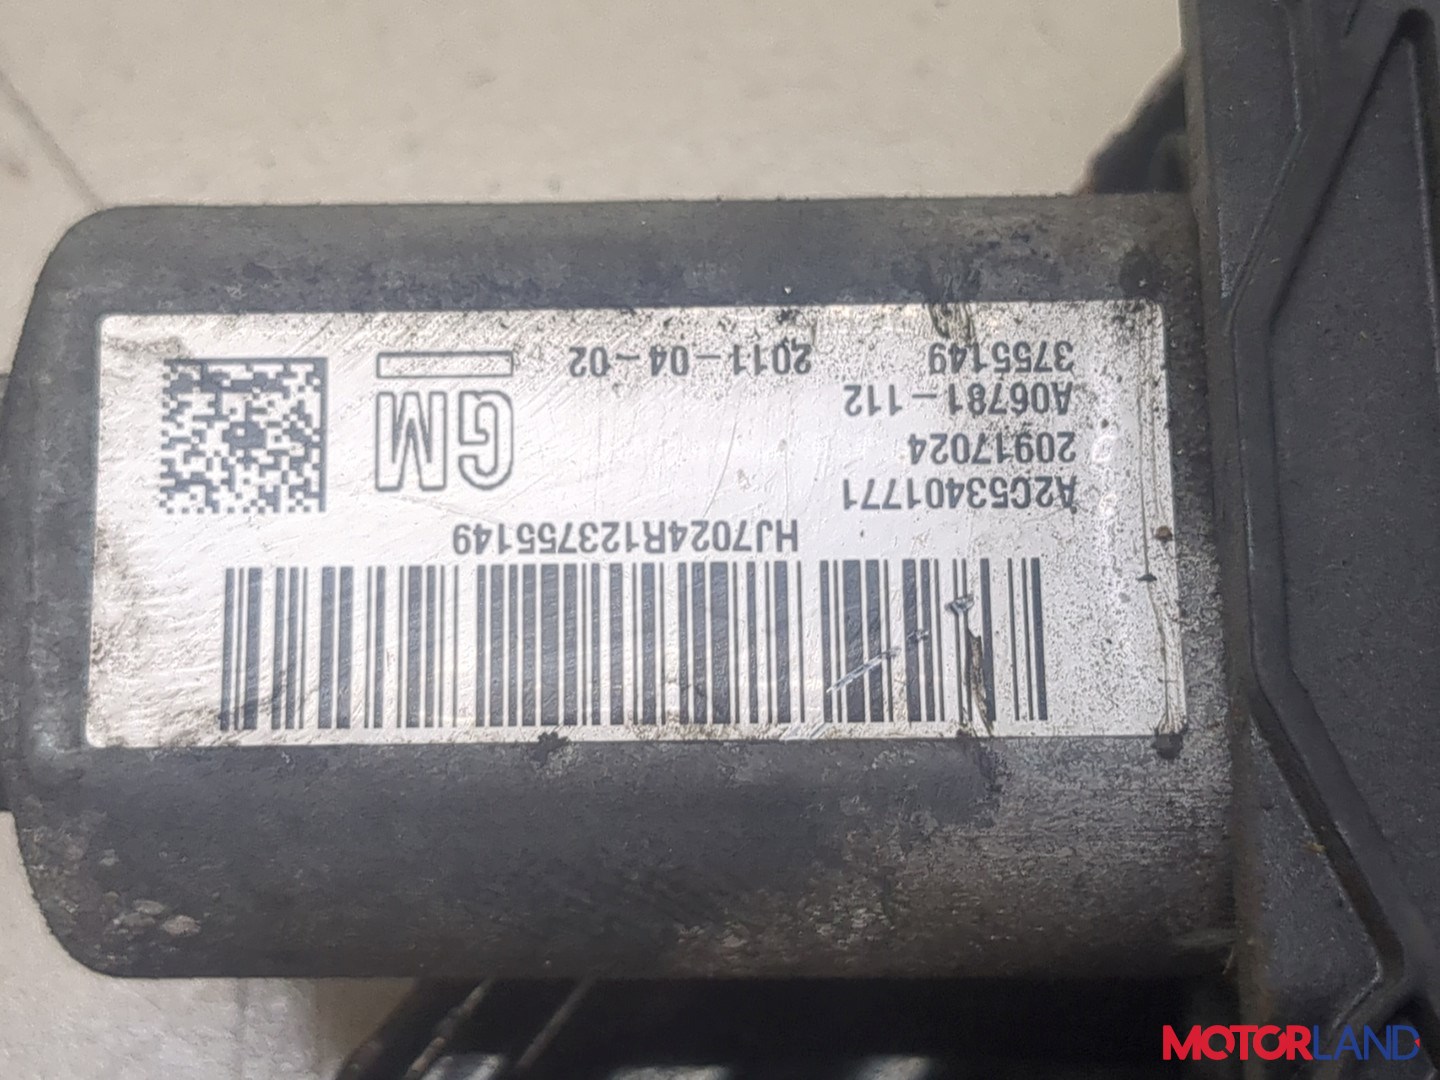 HJ7024R123755149
A2C53401771
20917024
A06781-112
3755149
GM
2011-04-02
MOTORLAND